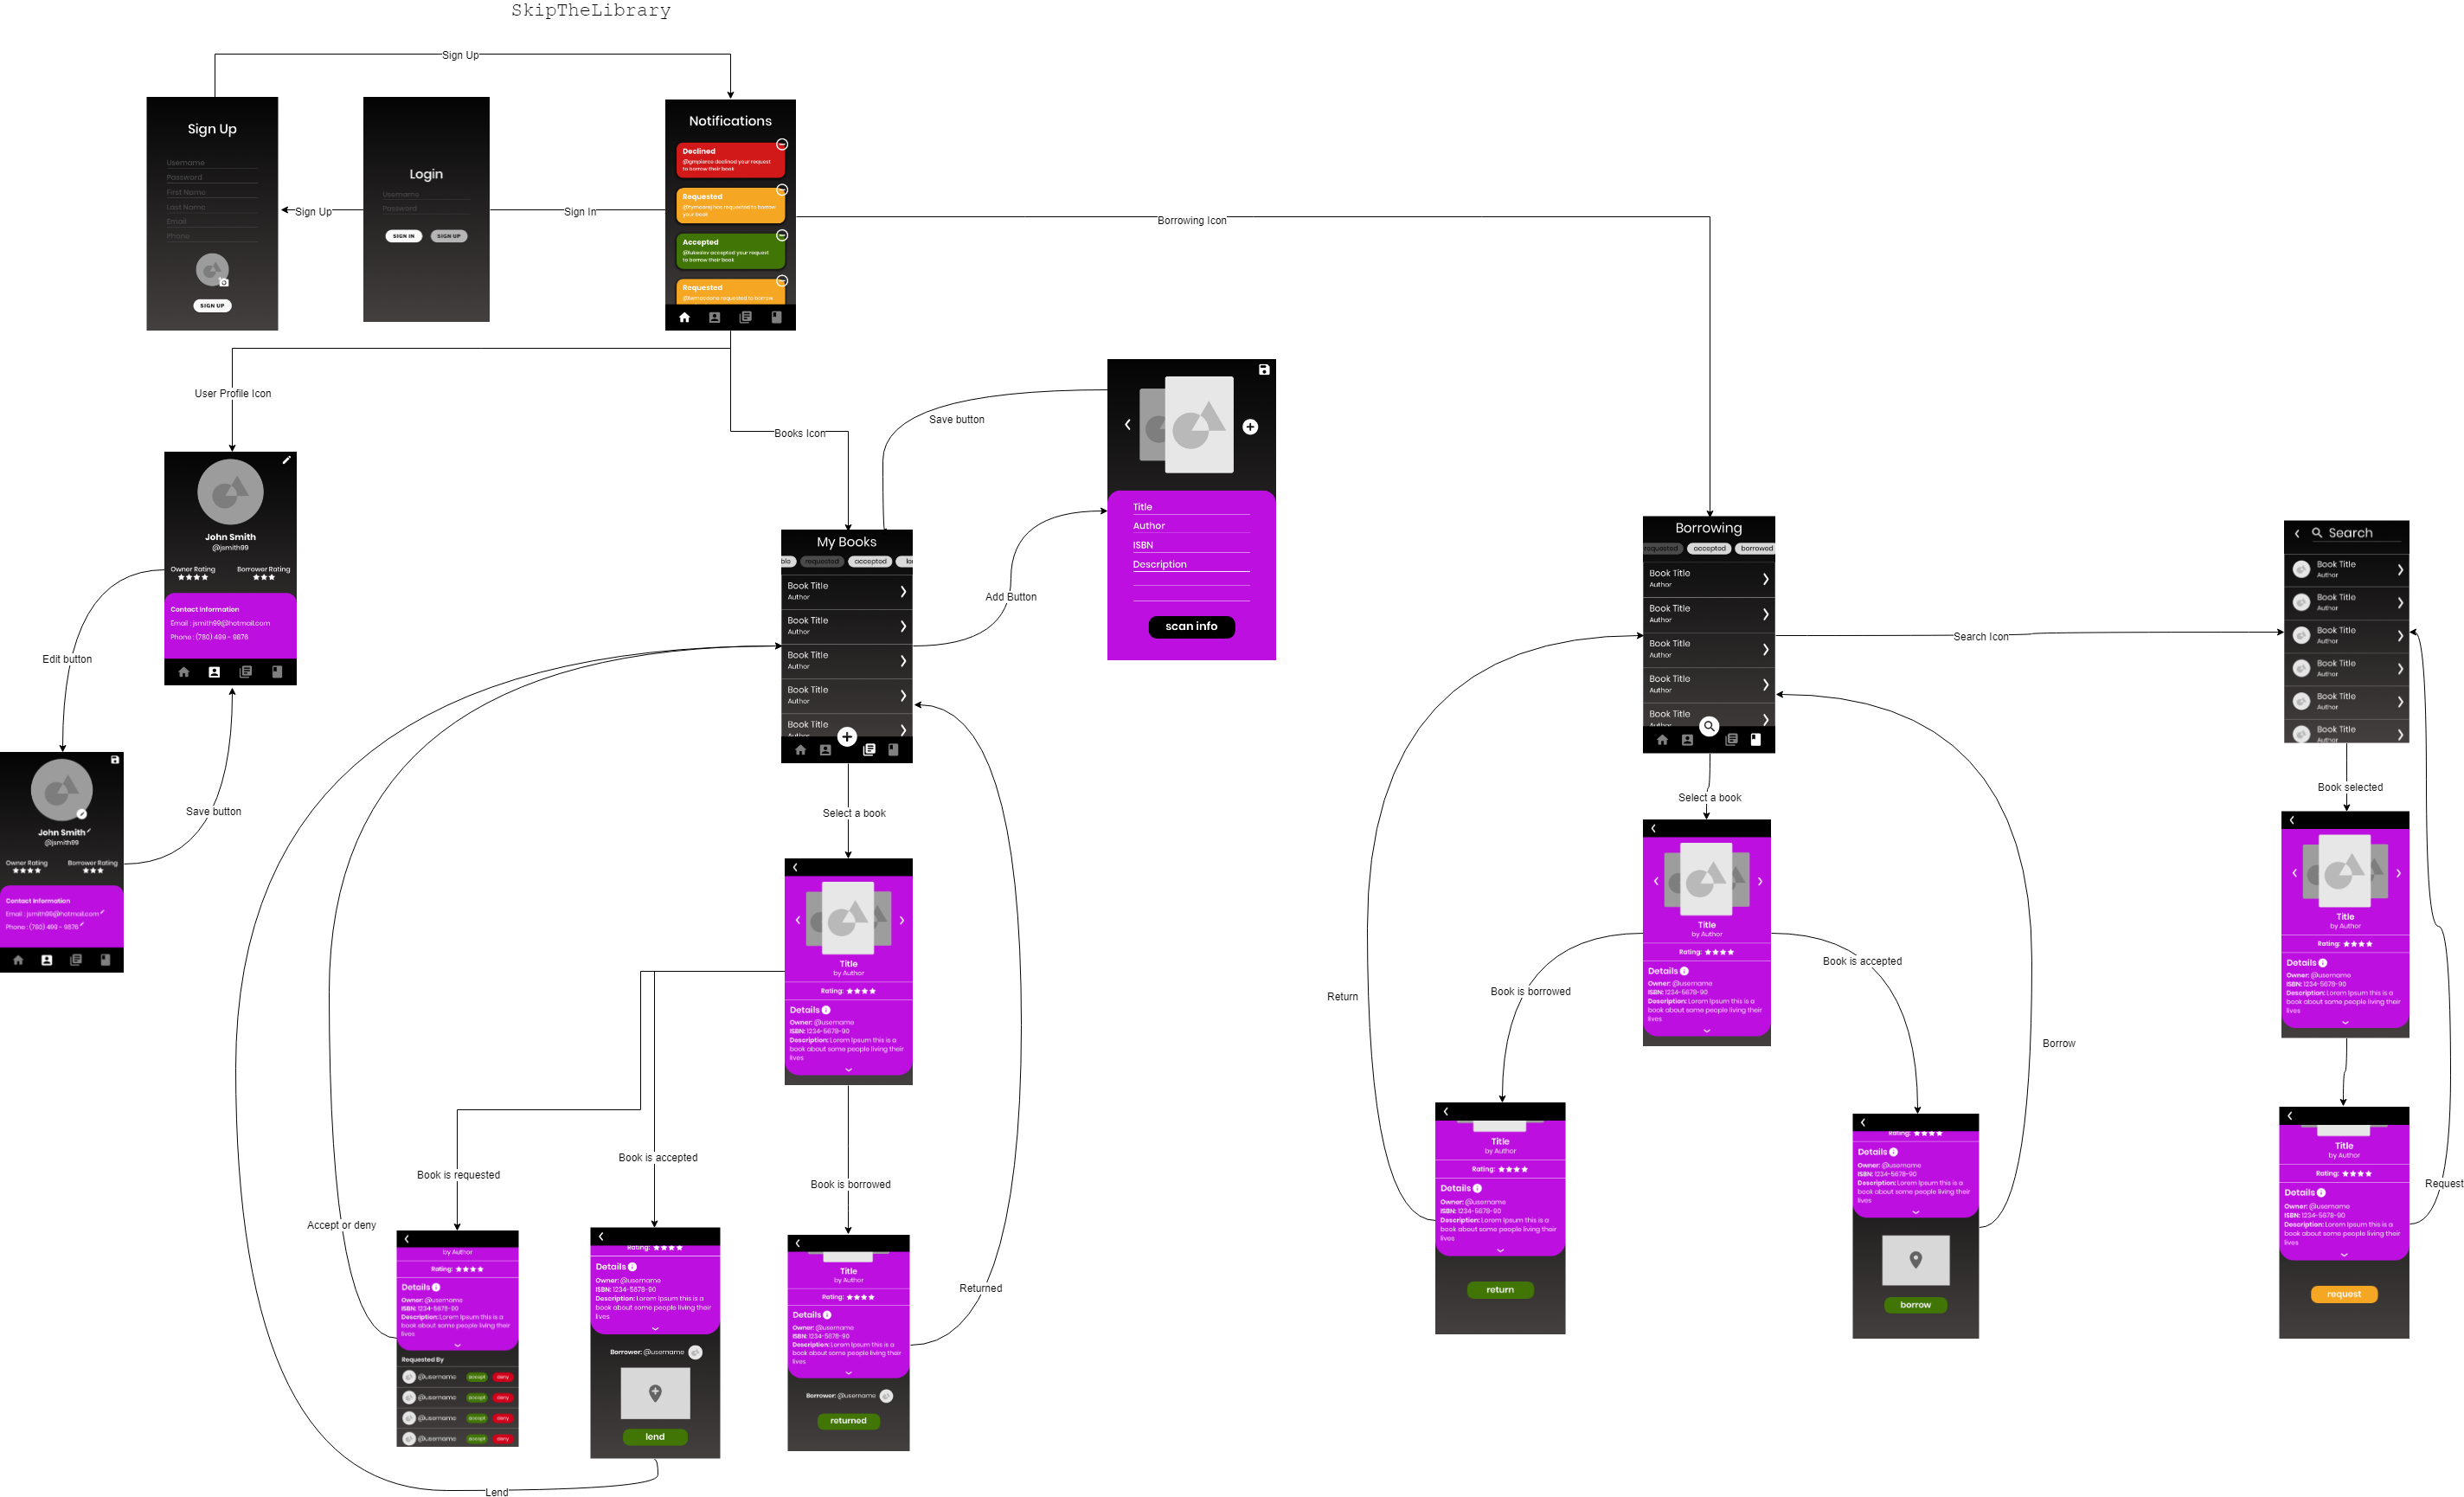 SkipTheLibrary
Sign Up
Sign Up
Username
Password
First Name
Last Name
Email
Phone
SIGN UP
Sign Up
Login
Username
Password
SIGN IN
SIGN UP
Sign In
Notifications
Declined
@gmpierce declined your request
to borrow their book
Requested
your book
Accepted
accepted your request
to borrow their book
Requested
requested to borrow
Borrowing Icon
User Profile Icon
Books Icon
Save button
Add Button
Title
Author
ISBN
Description
scan info
John Smith
@jsmith99
Owner Rating
Borrower Rating
Contact Information
Email : jsmith99@hotmail.com
Phone : (780) 499 - 9876
Edit button
Save button
John Smith
@jsmith99
Owner Rating
Borrower Rating
Contact Information
Email : jsmith99@hotmail.com
Phone : (780) 499 - 9876
My Books
ble
requested
accepted
Book Title
Author
Book Title
Author
Book Title
Author
Book Title
Author
Book Title
Author
Select a book
Title
by Author
Rating:
Details
Owner: @username
ISBN: 1234-5678-90
Description: Lorem Ipsum this is a
book about some people living their
lives
Book is requested
Book is accepted
Book is borrowed
Accept or deny
Returned
Lend
by Author
Rating:
Details
Owner: @username
ISBN: 1234-5678-90
Description: Lorem Ipsum this is a
book about some people living their
lives
Requested By
@username accept deny
@username accept deny
@username accept deny
@username accept deny
Rating:
Details
Owner: @username
ISBN: 1234-5678-90
Description: Lorem Ipsum this is a
book about some people living their
lives
Borrower: @username
lend
Title
by Author
Rating:
Details
Owner: @username
ISBN: 1234-5678-90
Description: Lorem Ipsum this is a
book about some people living their
lives
Borrower: @username
returned
Borrowing
requested
accepted
borrowed
Book Title
Author
Book Title
Author
Book Title
Author
Book Title
Author
Book Title
Author
Search Icon
Select a book
Title
by Author
Rating:
Details
Owner: @username
ISBN: 1234-5678-90
Description: Lorem Ipsum this is a
book about some people living their
lives
Book is borrowed
Book is accepted
Return
Borrow
Title
by Author
Rating:
Details
Owner: @username
ISBN: 1234-5678-90
Description: Lorem Ipsum this is a
book about some people living their
lives
return
Rating:
Details
Owner: @username
ISBN: 1234-5678-90
Description: Lorem Ipsum this is a
book about some people living their
lives
borrow
Search
Book Title
Author
Book Title
Author
Book Title
Author
Book Title
Author
Book Title
Author
Book Title
Author
Book selected
Title
by Author
Rating:
Details
Owner: @username
ISBN: 1234-5678-90
Description: Lorem Ipsum this is a
book about some people living their
lives
Request
Title
by Author
Rating:
Details
Owner: @username
ISBN: 1234-5678-90
Description: Lorem Ipsum this is a
book about some people living their
lives
request